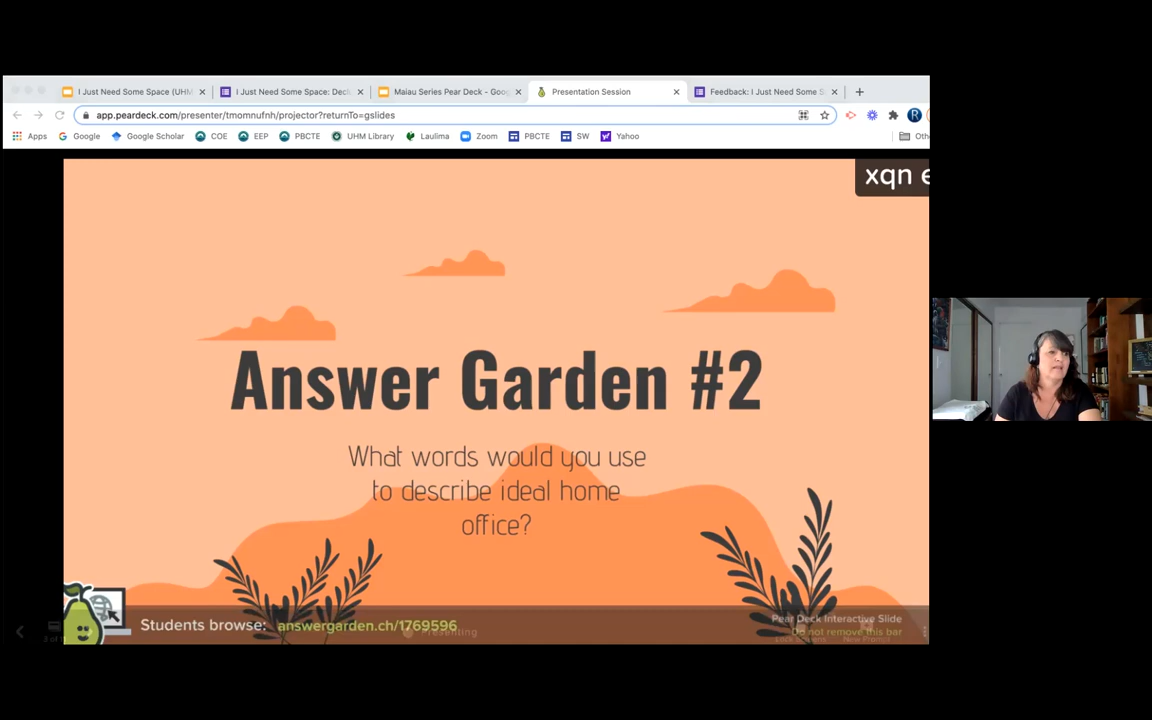 I Just Need Some Space (UHM
I Just Need Some Space: Decl
Maiau Series Pear Deck - Goog
Presentation Session
Feedback: I Just Need Some S
app.peardeck.com/presenter/tmomnufnh/projector?returnTo=gslides
Apps Google Google Scholar COE EEP PBCTE UHM Library Laulima Zoom PBCTE SW Yahoo Oth
xqn e
Answer Garden #2
What words would you use
to describe ideal home
office?
Students browse: answergarden.ch/1769596
Presenting
Pear Deck Interactive Slide
Do not remove this bar